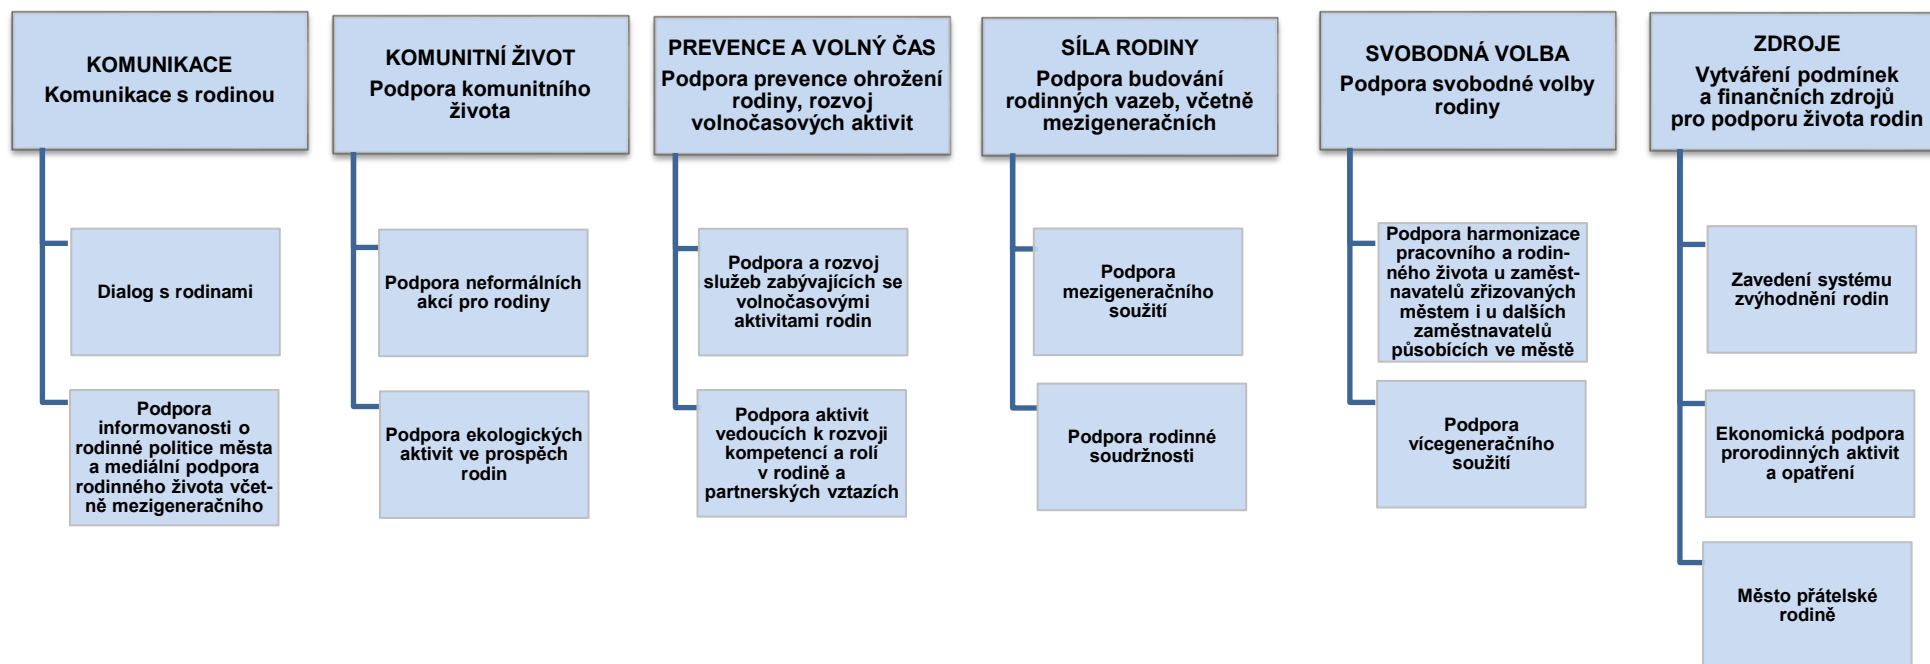 KOMUNIKACE
Komunikace s rodinou
Dialog s rodinami
Podpora
informovanosti o
rodinné politice města
a mediální podpora
rodinného života včet-
ně mezigeneračního
KOMUNITNÍ ŽIVOT
Podpora komunitního
života
Podpora neformálních
akcí pro rodiny
Podpora ekologických
aktivit ve prospěch
rodin
PREVENCE A VOLNÝ ČAS
Podpora prevence ohrožení
rodiny, rozvoj
volnočasových aktivit
Podpora a rozvoj
služeb zabývajících se
volnočasovými
aktivitami rodin
Podpora aktivit
vedoucích k rozvoji
kompetencí a rolí
v rodině a
partnerských vztazích
SÍLA RODINY
Podpora budování
rodinných vazeb, včetně
mezigeneračních
Podpora
mezigeneračního
soužití
Podpora rodinné
soudržnosti
SVOBODNÁ VOLBA
Podpora svobodné volby
rodiny
Podpora harmonizace
pracovního a rodin-
ného života u zaměst-
navatelů zřizovaných
městem i u dalších
zaměstnavatelů
působících ve městě
Podpora
vícegeneračního
soužití
ZDROJE
Vytváření podmínek
a finančních zdrojů
pro podporu života rodin
Zavedení systému
zvýhodnění rodin
Ekonomická podpora
prorodinných aktivit
a opatření
Město přátelské
rodině